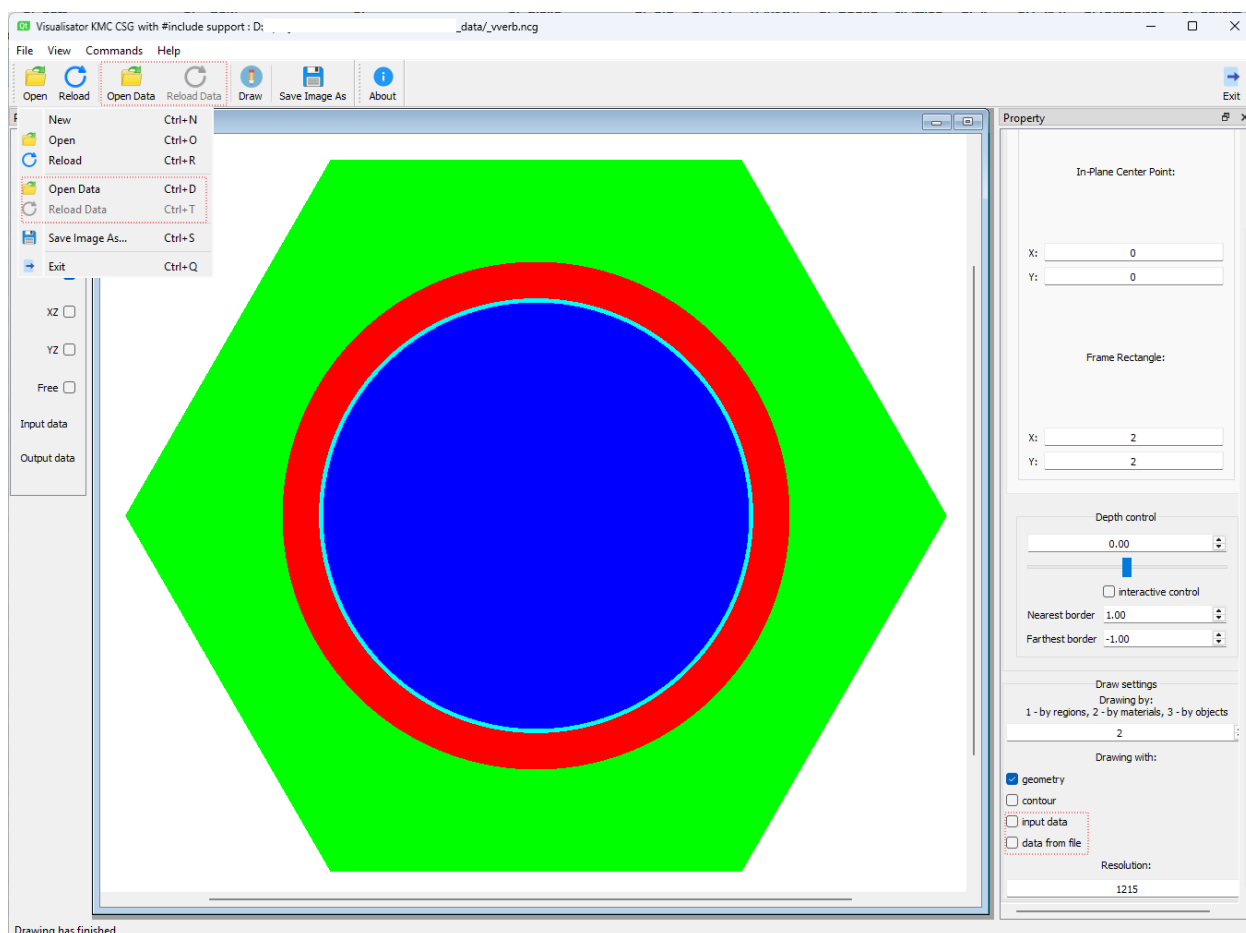 Visualisator KMC CSG with #include support : D: _data/_vverb.ncg
File View Commands Help
Open Reload Open Data Reload Data Draw Save Image As About Exit
New Ctrl+N
Open Ctrl+O
Reload Ctrl+R
Open Data Ctrl+D
Reload Data Ctrl+T
Save Image As... Ctrl+S
Exit Ctrl+Q
XZ
YZ
Free
Input data
Output data
Property
In-Plane Center Point:
X: 0
Y: 0
Frame Rectangle:
X: 2
Y: 2
Depth control
0.00
interactive control
Nearest border 1.00
Farthest border -1.00
Draw settings
Drawing by:
1 - by regions, 2 - by materials, 3 - by objects
2
Drawing with:
geometry
contour
input data
data from file
Resolution:
1215
Drawing has finished